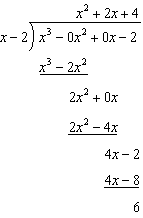 x² + 2x + 4
x − 2 ) x³ − 0x² + 0x − 2
x³ − 2x²
2x² + 0x
2x² − 4x
4x − 2
4x − 8
6